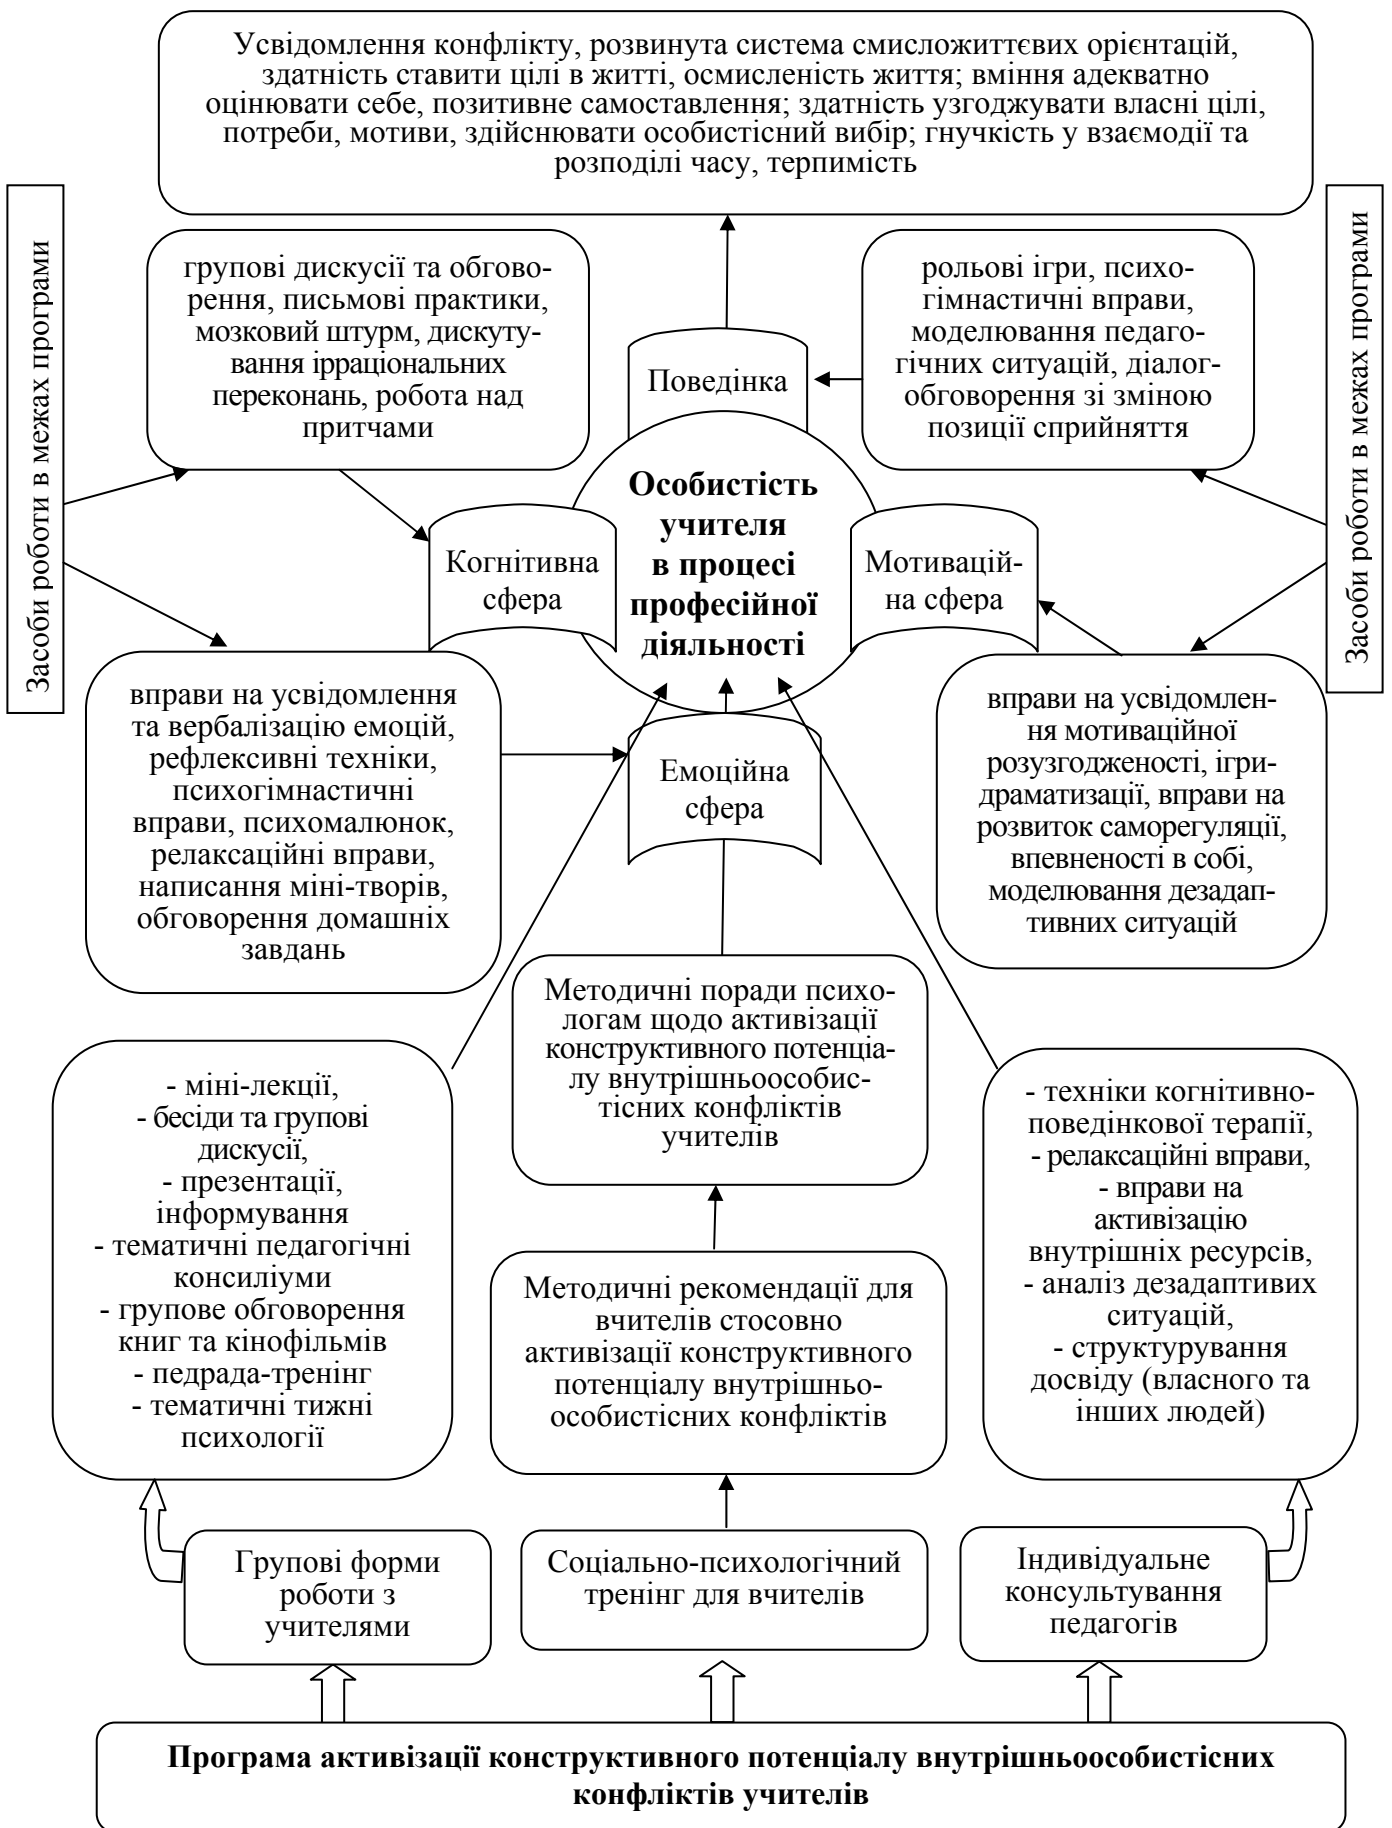 Усвідомлення конфлікту, розвинута система смисложиттєвих орієнтацій,
здатність ставити цілі в житті, осмисленість життя; вміння адекватно
оцінювати себе, позитивне самоставлення; здатність узгоджувати власні цілі,
потреби, мотиви, здійснювати особистісний вибір; гнучкість у взаємодії та
розподілі часу, терпимість
Засоби роботи в межах програми
групові дискусії та обгово-
рення, письмові практики,
мозковий штурм, дискуту-
вання ірраціональних
переконань, робота над
притчами
Поведінка
рольові ігри, психо-
гімнастичні вправи,
моделювання педаго-
гічних ситуацій, діалог-
обговорення зі зміною
позиції сприйняття
Засоби роботи в межах програми
Когнітивна
сфера
Особистість
учителя
в процесі
професійної
діяльності
Мотивацій-
на сфера
вправи на усвідомлення
та вербалізацію емоцій,
рефлексивні техніки,
психогімнастичні
вправи, психомалюнок,
релаксаційні вправи,
написання міні-творів,
обговорення домашніх
завдань
Емоційна
сфера
вправи на усвідомлен-
ня мотиваційної
розузгодженості, ігри-
драматизації, вправи на
розвиток саморегуляції,
впевненості в собі,
моделювання дезадап-
тивних ситуацій
- міні-лекції,
- бесіди та групові
дискусії,
- презентації,
інформування
- тематичні педагогічні
консиліуми
- групове обговорення
книг та кінофільмів
- педрада-тренінг
- тематичні тижні
психології
Методичні поради психо-
логам щодо активізації
конструктивного потенціа-
лу внутрішньоособис-
тісних конфліктів
учителів
Методичні рекомендації для
вчителів стосовно
активізації конструктивного
потенціалу внутрішньо-
особистісних конфліктів
- техніки когнітивно-
поведінкової терапії,
- релаксаційні вправи,
- вправи на
активізацію
внутрішніх ресурсів,
- аналіз дезадаптивих
ситуацій,
- структурування
досвіду (власного та
інших людей)
Групові форми
роботи з
учителями
Соціально-психологічний
тренінг для вчителів
Індивідуальне
консультування
педагогів
Програма активізації конструктивного потенціалу внутрішньоособистісних
конфліктів учителів